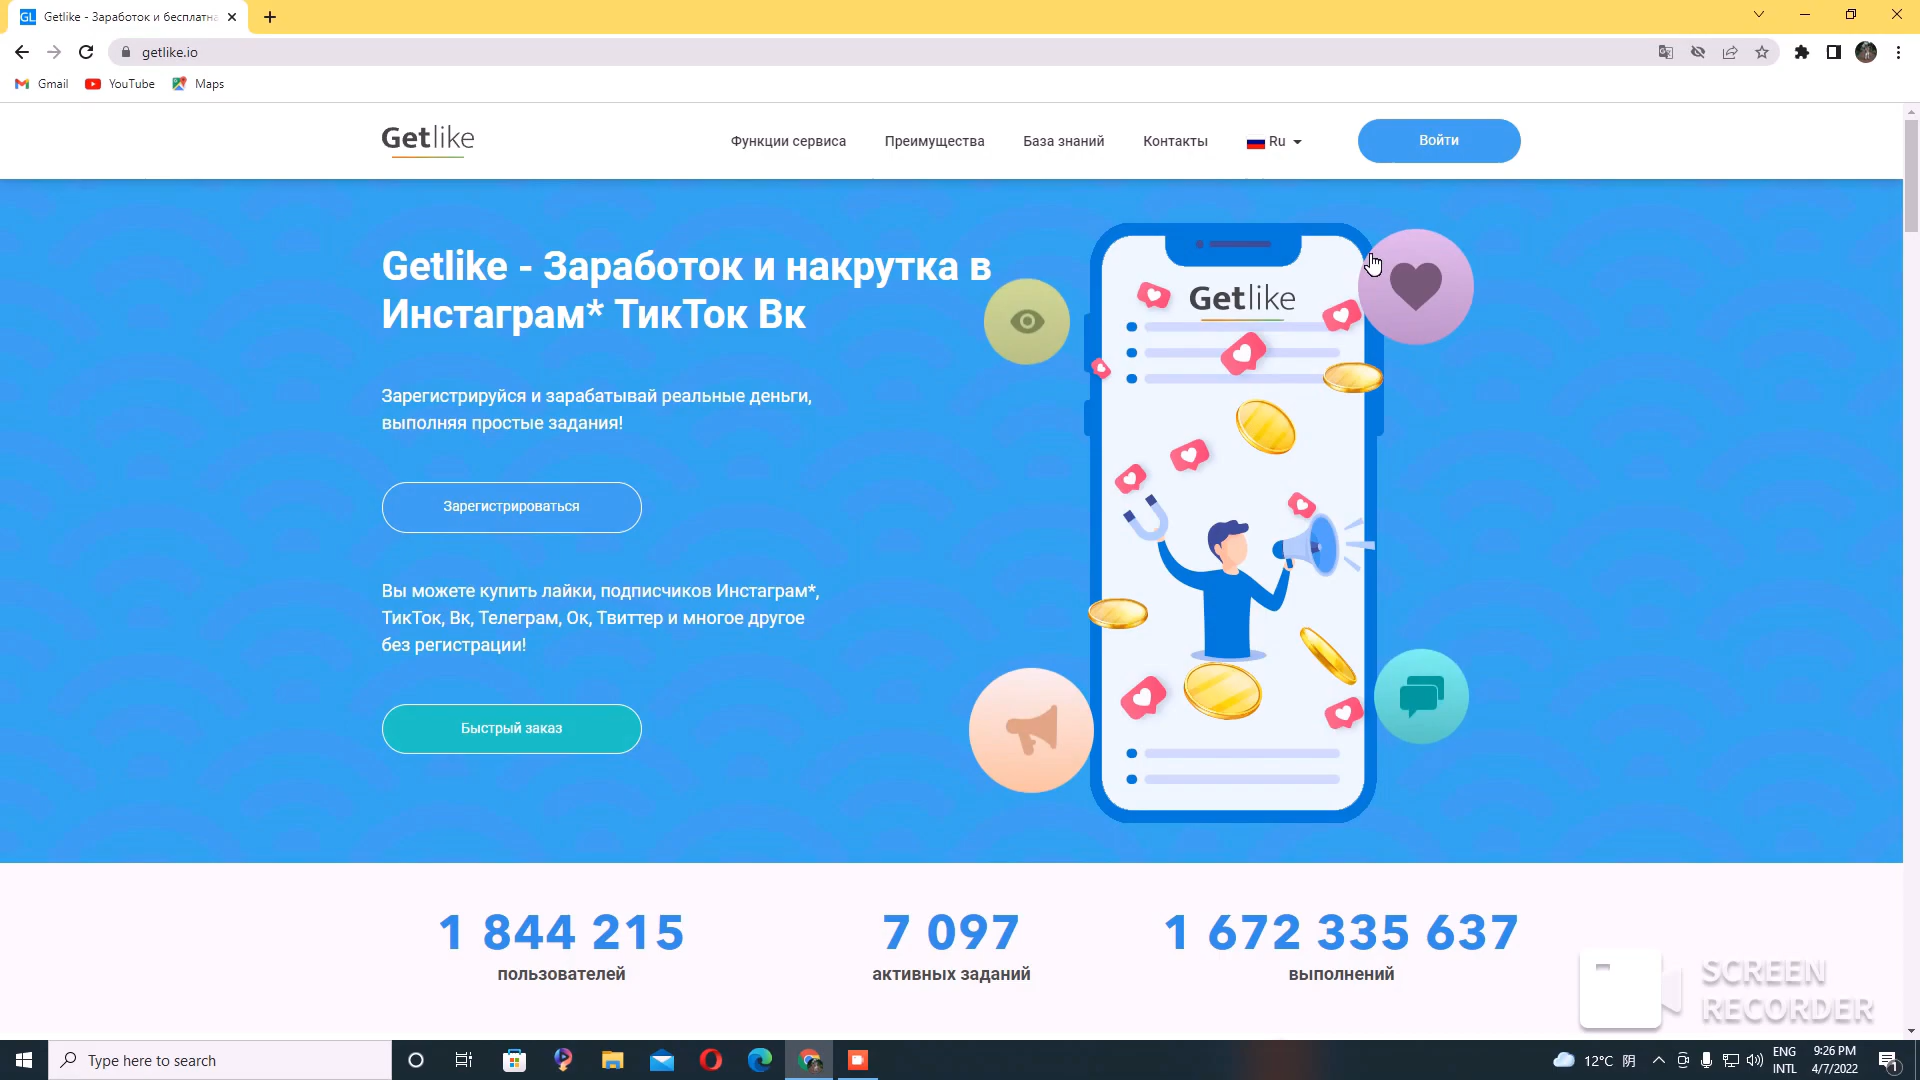 GL Getlike - Заработок и бесплатна
getlike.io
Gmail YouTube Maps
Getlike
Функции сервиса Преимущества База знаний Контакты Ru Войти
Getlike - Заработок и накрутка в
Инстаграм* ТикТок Вк
Зарегистрируйся и зарабатывай реальные деньги,
выполняя простые задания!
Зарегистрироваться
Вы можете купить лайки, подписчиков Инстаграм*,
ТикТок, Вк, Телеграм, Ок, Твиттер и многое другое
без регистрации!
Быстрый заказ
Getlike
1 844 215 7 097 1 672 335 637
пользователей активных заданий выполнений
SCREEN
RECORDER
Type here to search
12°C 阴
ENG
INTL
9:26 PM
4/7/2022
1